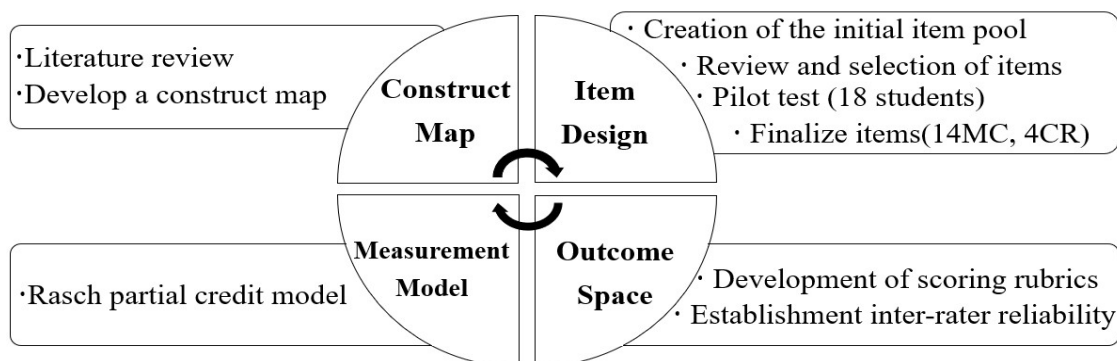 ·Literature review
·Develop a construct map
Construct
Map
Item
Design
· Creation of the initial item pool
· Review and selection of items
· Pilot test (18 students)
· Finalize items(14MC, 4CR)
·Rasch partial credit model
Measurement
Model
Outcome
Space
· Development of scoring rubrics
·Establishment inter-rater reliability